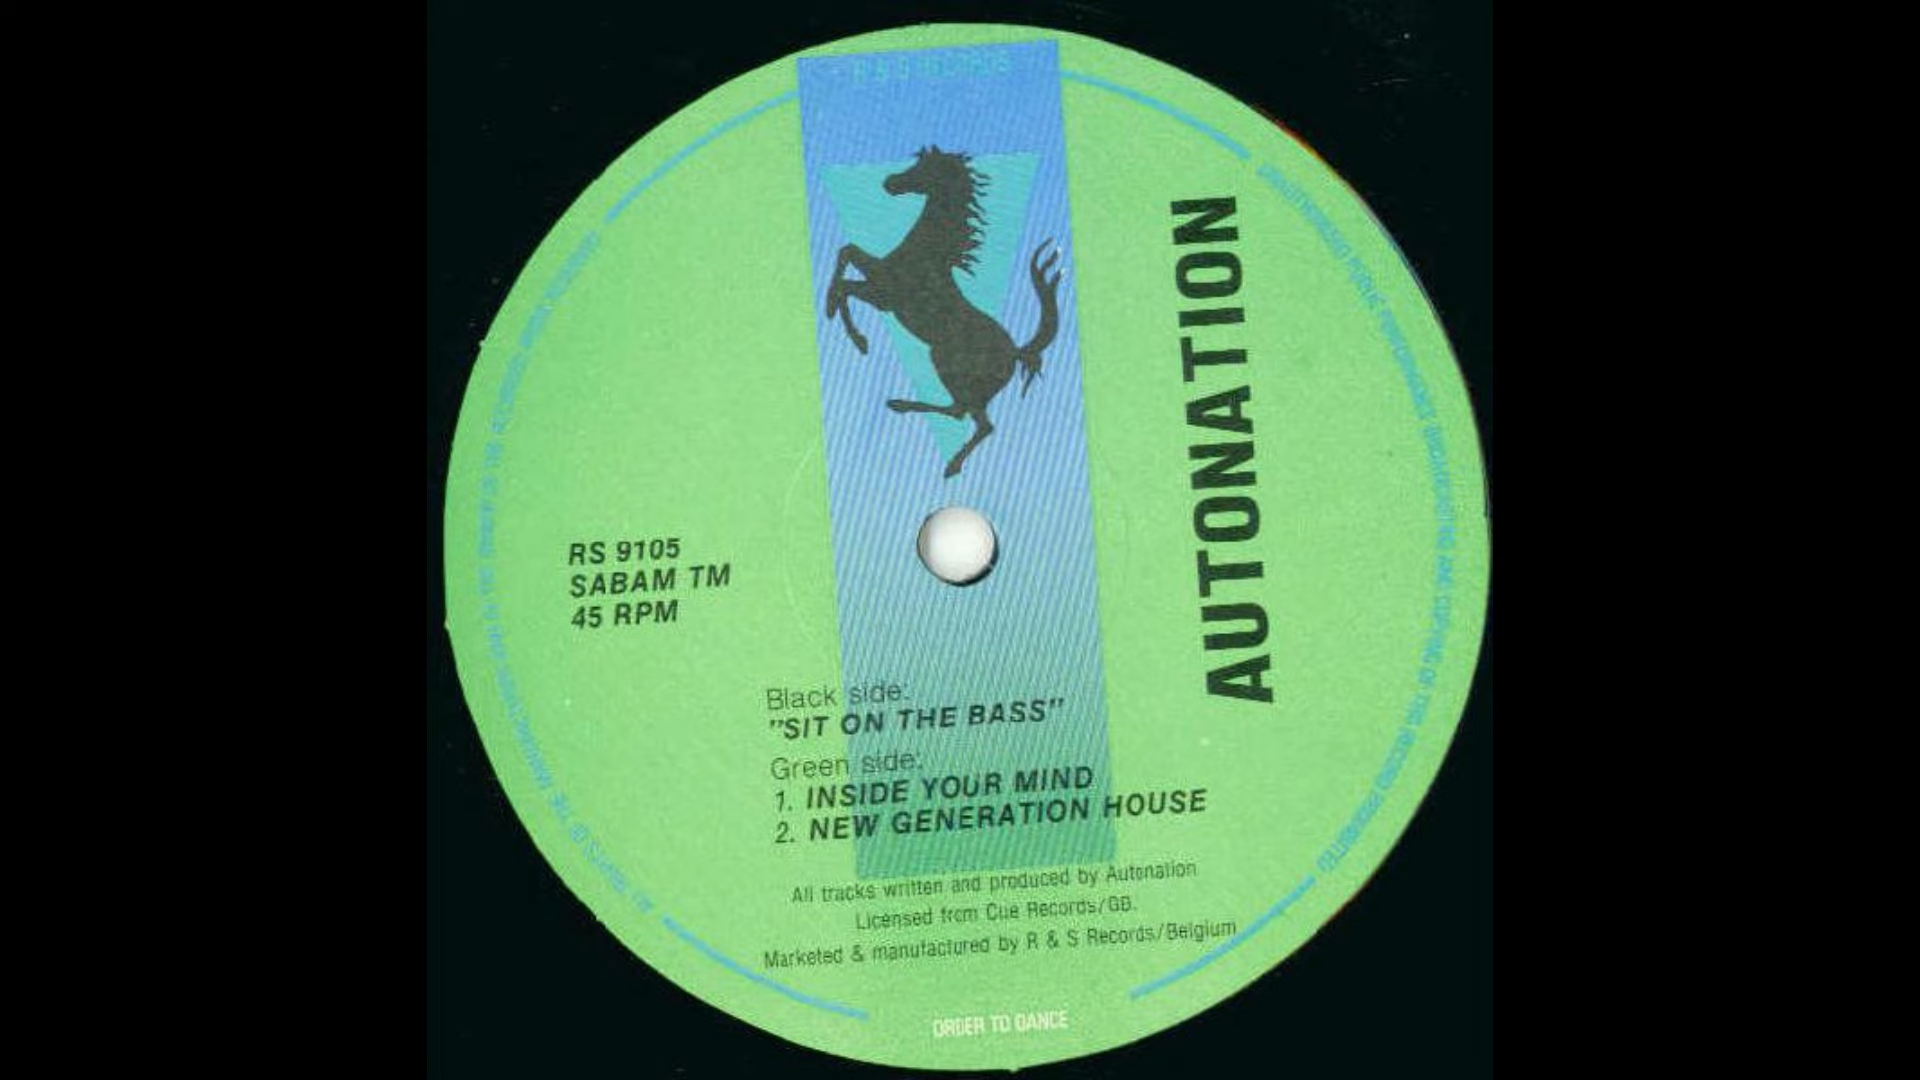 R & S RECORDS
AUTONATION
RS 9105
SABAM TM
45 RPM
Black side:
"SIT ON THE BASS"
Green side:
1. INSIDE YOUR MIND
2. NEW GENERATION HOUSE
All tracks written and produced by Autonation
Licensed from Cue Records/GB.
Marketed & manufactured by R & S Records/Belgium
ORDER TO DANCE